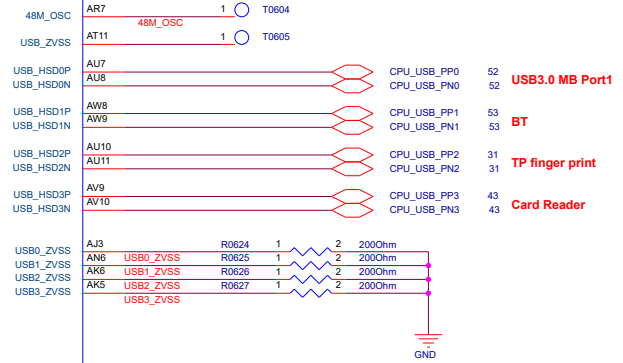 48M_OSC AR7 48M_OSC 1 T0604
USB_ZVSS AT11 1 T0605
USB_HSD0P AU7 CPU_USB_PP0 52
USB_HSD0N AU8 CPU_USB_PN0 52
USB3.0 MB Port1
USB_HSD1P AW8 CPU_USB_PP1 53
USB_HSD1N AW9 CPU_USB_PN1 53
BT
USB_HSD2P AU10 CPU_USB_PP2 31
USB_HSD2N AU11 CPU_USB_PN2 31
TP finger print
USB_HSD3P AV9 CPU_USB_PP3 43
USB_HSD3N AV10 CPU_USB_PN3 43
Card Reader
USB0_ZVSS AJ3 USB0_ZVSS R0624 1 2 200Ohm
USB1_ZVSS AN6 USB1_ZVSS R0625 1 2 200Ohm
USB2_ZVSS AK6 USB2_ZVSS R0626 1 2 200Ohm
USB3_ZVSS AK5 USB3_ZVSS R0627 1 2 200Ohm
GND